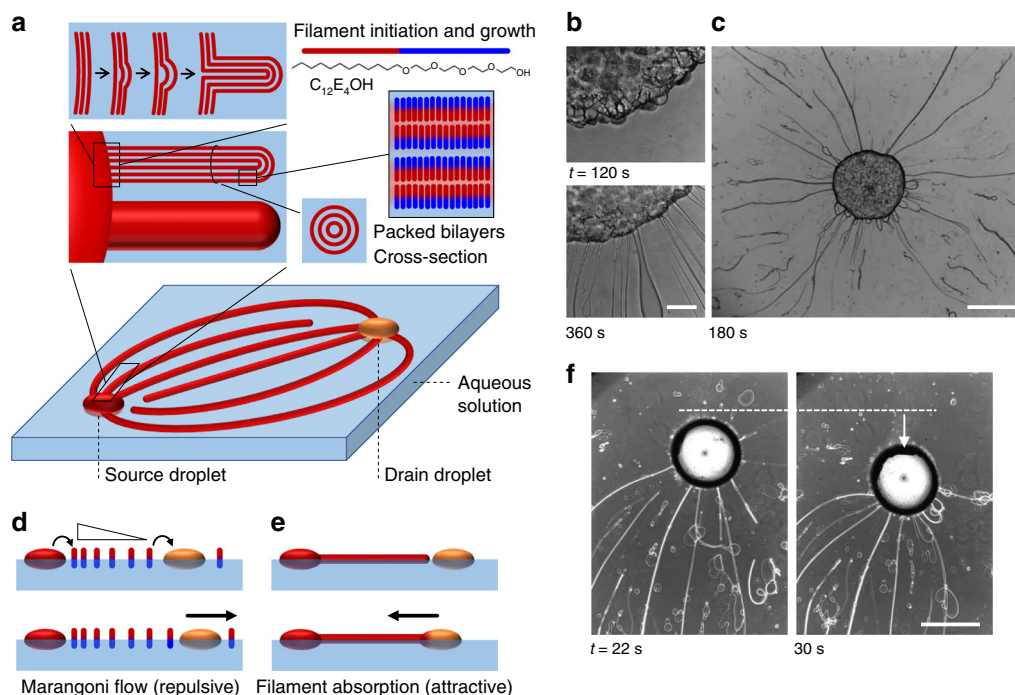 a
Filament initiation and growth
O O O O OH
C₁₂E₄OH
Packed bilayers
Cross-section
Aqueous
solution
Source droplet
Drain droplet
b
t = 120 s
360 s
c
180 s
d
Marangoni flow (repulsive)
e
Filament absorption (attractive)
f
t = 22 s
30 s